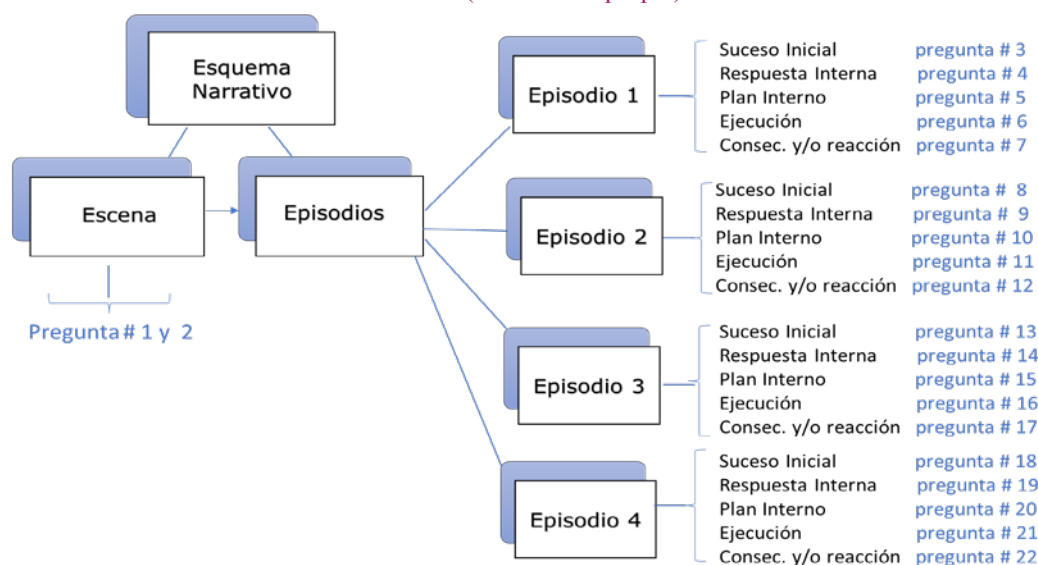 Esquema
Narrativo
Escena
Episodios
Pregunta # 1 y 2
Episodio 1
Suceso Inicial pregunta # 3
Respuesta Interna pregunta # 4
Plan Interno pregunta # 5
Ejecución pregunta # 6
Consec. y/o reacción pregunta # 7
Episodio 2
Suceso Inicial pregunta # 8
Respuesta Interna pregunta # 9
Plan Interno pregunta # 10
Ejecución pregunta # 11
Consec. y/o reacción pregunta # 12
Episodio 3
Suceso Inicial pregunta # 13
Respuesta Interna pregunta # 14
Plan Interno pregunta # 15
Ejecución pregunta # 16
Consec. y/o reacción pregunta # 17
Episodio 4
Suceso Inicial pregunta # 18
Respuesta Interna pregunta # 19
Plan Interno pregunta # 20
Ejecución pregunta # 21
Consec. y/o reacción pregunta # 22